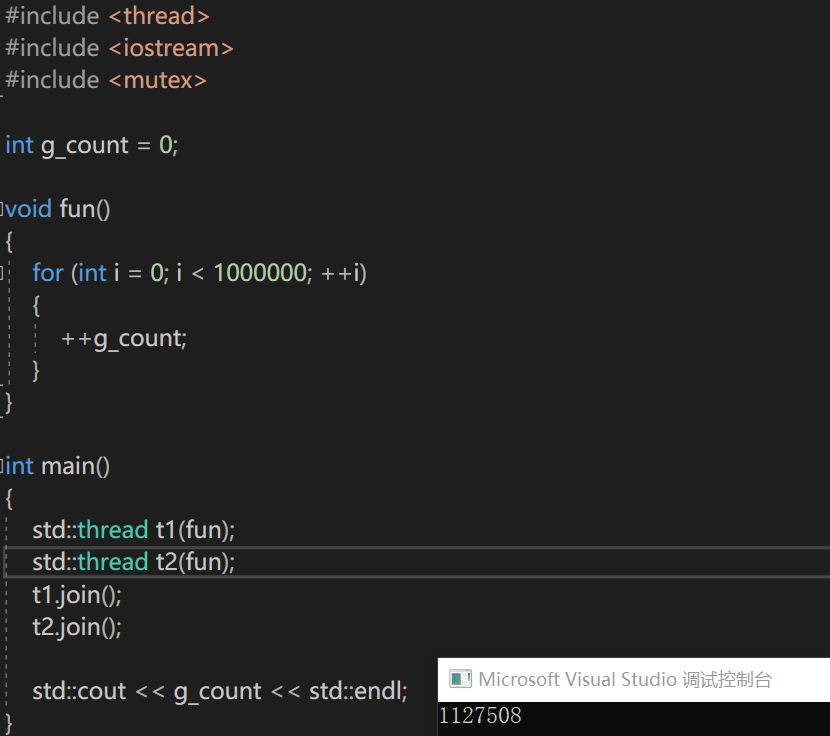 #include <thread>
#include <iostream>
#include <mutex>
int g_count = 0;
void fun()
{
for (int i = 0; i < 1000000; ++i)
{
++g_count;
}
}
int main()
{
std::thread t1(fun);
std::thread t2(fun);
t1.join();
t2.join();
std::cout << g_count << std::endl;
}
Microsoft Visual Studio 调试控制台
1127508